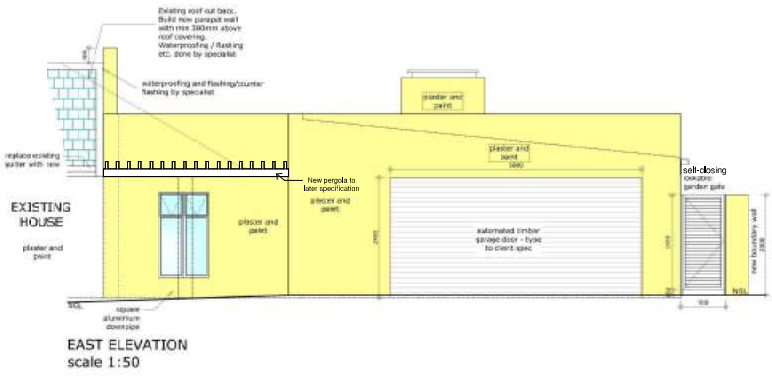 Existing roof cut back.
Build new parapet wall
with min 380mm above
roof covering.
Waterproofing / flashing
etc. done by specialist
waterproofing and flashing/counter
flashing by specialist
plaster and
paint
plaster and
paint
5080
self-closing
lockable
garden gate
replace existing
gutter with new
New pergola to
later specification
EXISTING
HOUSE
plaster and
paint
plaster and
paint
plaster and
paint
automated timber
garage door - type
to client spec
new boundary wall
NGL
NGL
square
aluminium
downpipe
EAST ELEVATION
scale 1:50